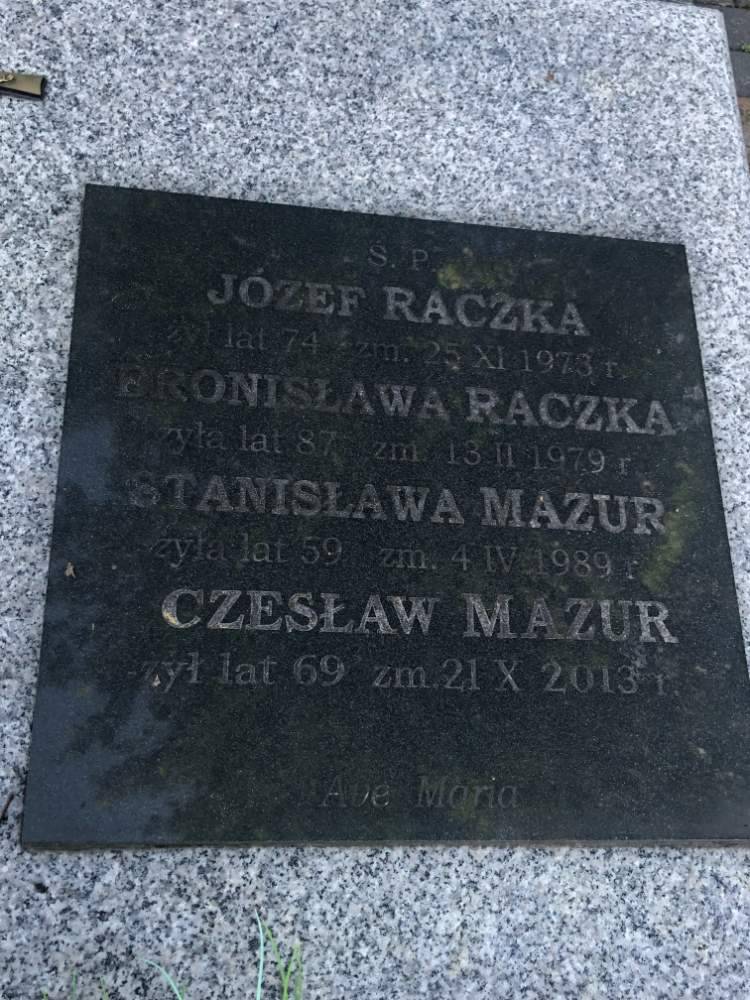 Ś. P.
JÓZEF RACZKA
żył lat 74 zm. 25 XI 1973 r.
BRONISŁAWA RACZKA
żyła lat 87 zm. 13 II 1979 r.
STANISŁAWA MAZUR
żyła lat 59 zm. 4 IV 1989 r.
CZESŁAW MAZUR
żył lat 69 zm. 21 X 2013 r.
Ave Maria